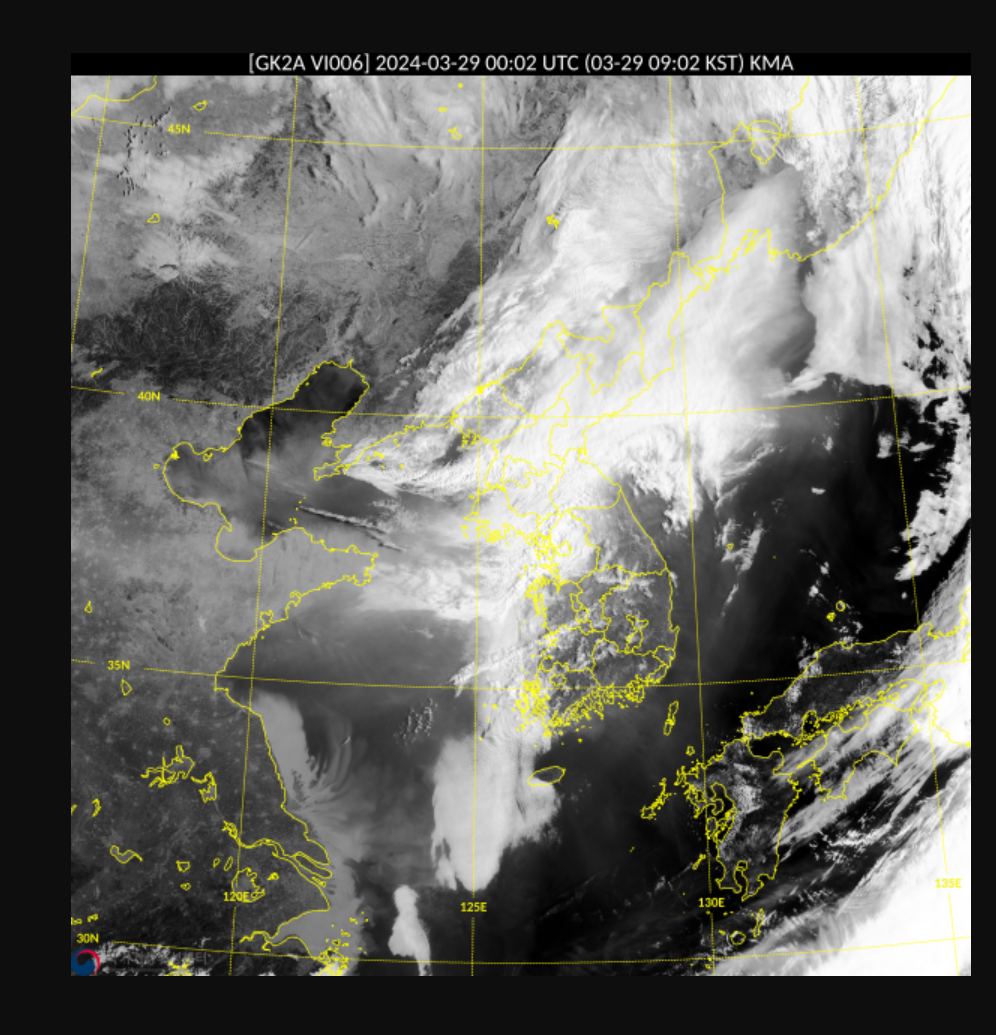 [GK2A VI006] 2024-03-29 00:02 UTC (03-29 09:02 KST) KMA
45N
40N
35N
120E
125E
130E
135E
30N